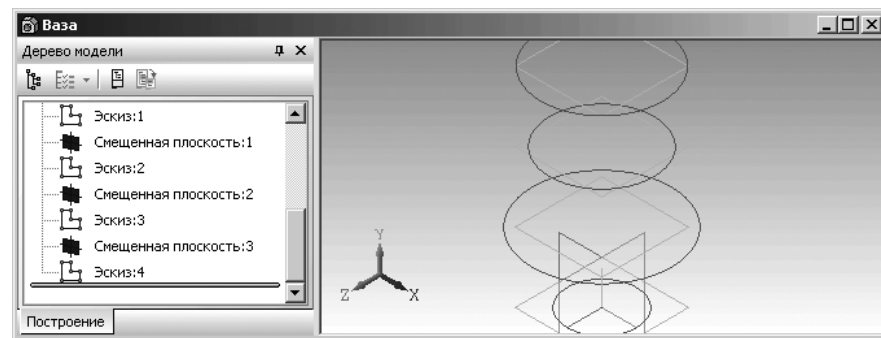 Ваза
Дерево модели
Эскиз:1
Смещенная плоскость:1
Эскиз:2
Смещенная плоскость:2
Эскиз:3
Смещенная плоскость:3
Эскиз:4
Построение
Y
Z
X